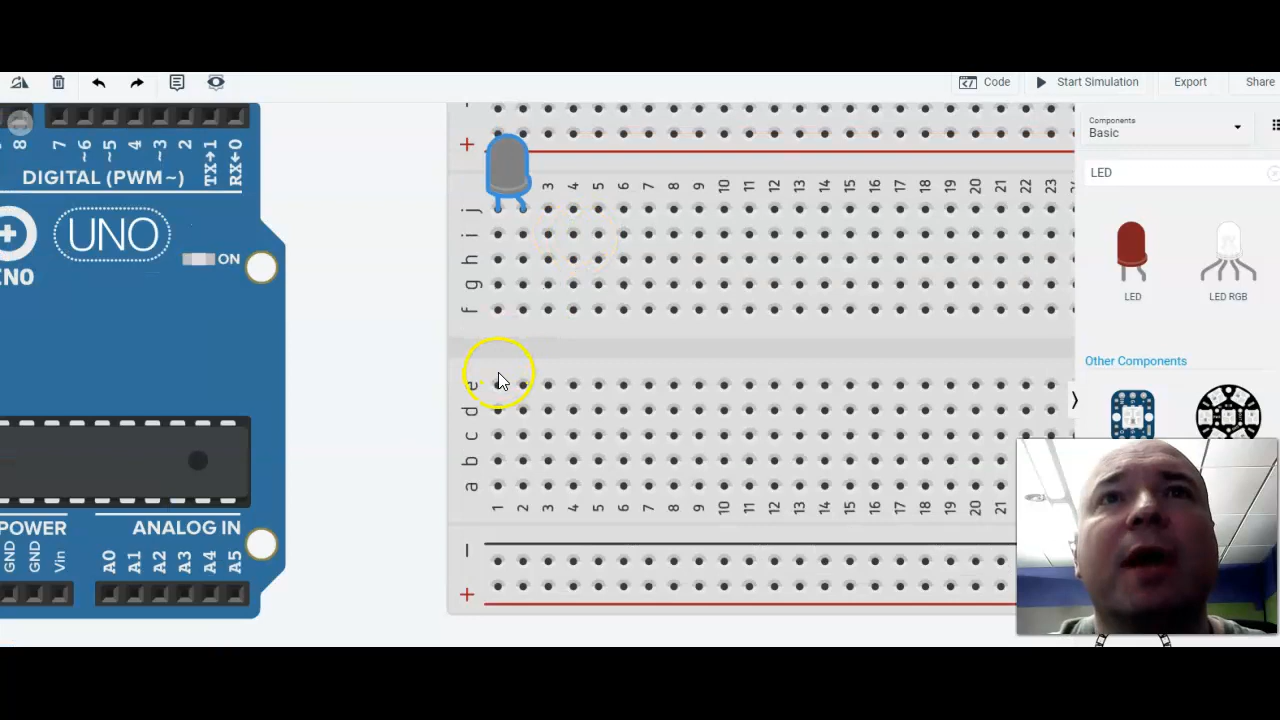 Code
Start Simulation
Export
Share
Components
Basic
LED
LED
LED RGB
Other Components
8 7 ~6 ~5 4 ~3 2 TX→1 RX←0
DIGITAL (PWM~)
UNO
ON
NO
POWER
ANALOG IN
GND GND Vin A0 A1 A2 A3 A4 A5
-
+
3 4 5 6 7 8 9 10 11 12 13 14 15 16 17 18 19 20 21 22 23
j
i
h
g
f
e
d
c
b
a
1 2 3 4 5 6 7 8 9 10 11 12 13 14 15 16 17 18 19 20 21
-
+